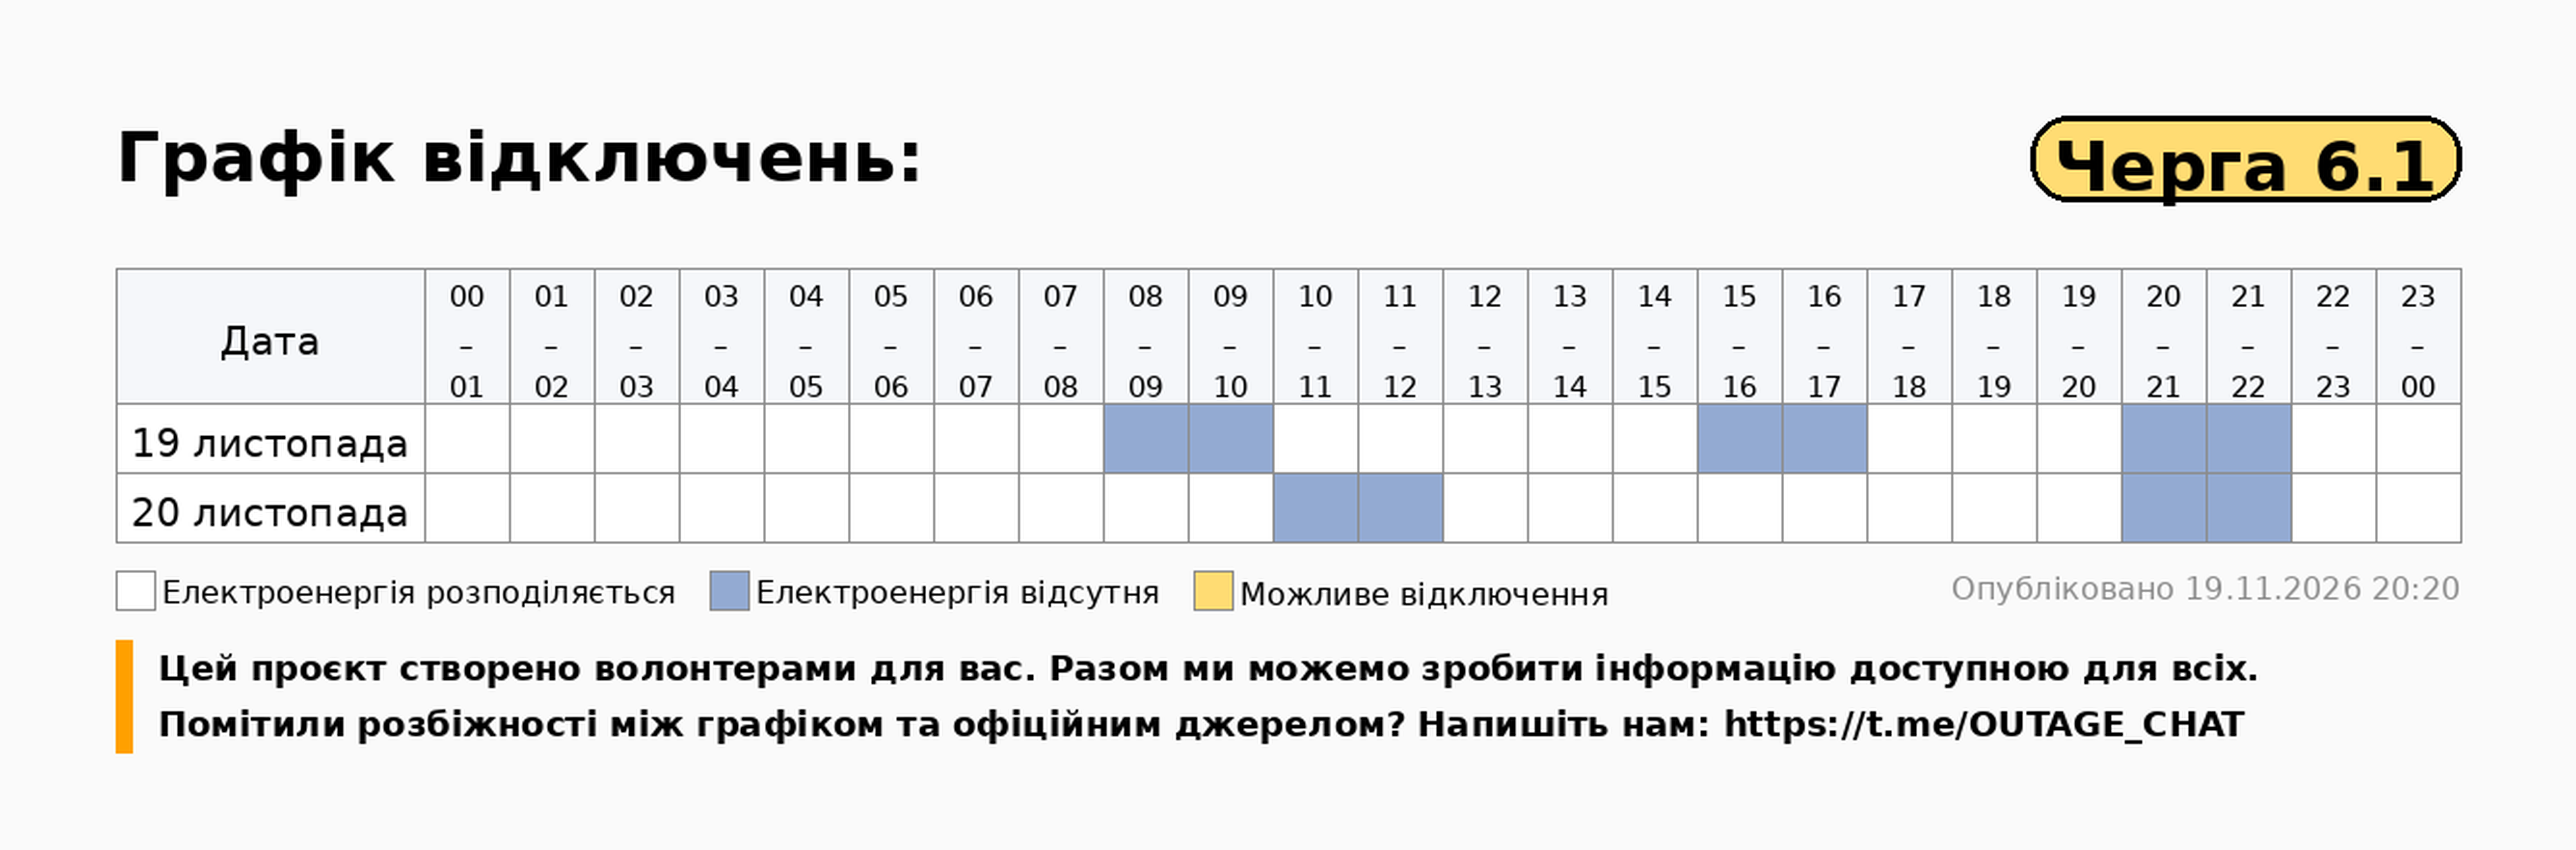 Графік відключень:
Черга 6.1
Дата 00 – 01 01 – 02 02 – 03 03 – 04 04 – 05 05 – 06 06 – 07 07 – 08 08 – 09 09 – 10 10 – 11 11 – 12 12 – 13 13 – 14 14 – 15 15 – 16 16 – 17 17 – 18 18 – 19 19 – 20 20 – 21 21 – 22 22 – 23 23 – 00
19 листопада
20 листопада
Електроенергія розподіляється Електроенергія відсутня Можливе відключення Опубліковано 19.11.2026 20:20
Цей проєкт створено волонтерами для вас. Разом ми можемо зробити інформацію доступною для всіх.
Помітили розбіжності між графіком та офіційним джерелом? Напишіть нам: https://t.me/OUTAGE_CHAT